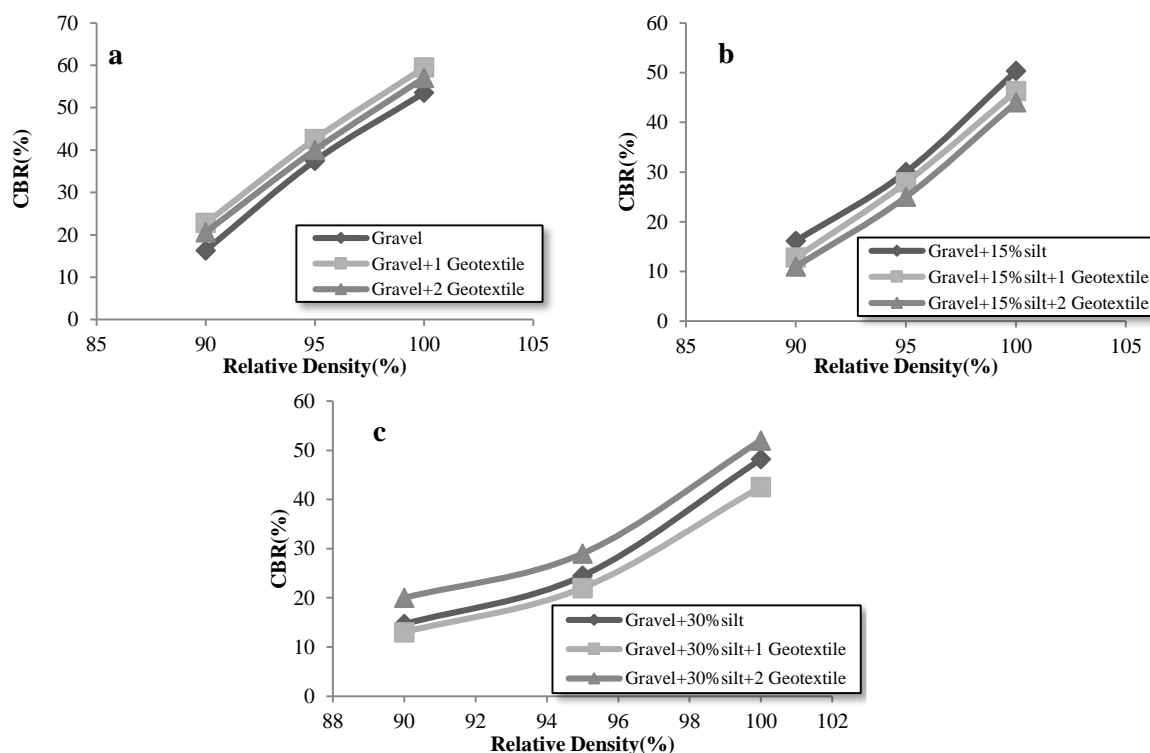 a
CBR(%)
70
60
50
40
30
20
10
0
Gravel
Gravel+1 Geotextile
Gravel+2 Geotextile
85 90 95 100 105
Relative Density(%)
b
CBR(%)
60
50
40
30
20
10
0
Gravel+15%silt
Gravel+15%silt+1 Geotextile
Gravel+15%silt+2 Geotextile
85 90 95 100 105
Relative Density(%)
c
CBR(%)
60
50
40
30
20
10
0
Gravel+30%silt
Gravel+30%silt+1 Geotextile
Gravel+30%silt+2 Geotextile
88 90 92 94 96 98 100 102
Relative Density(%)